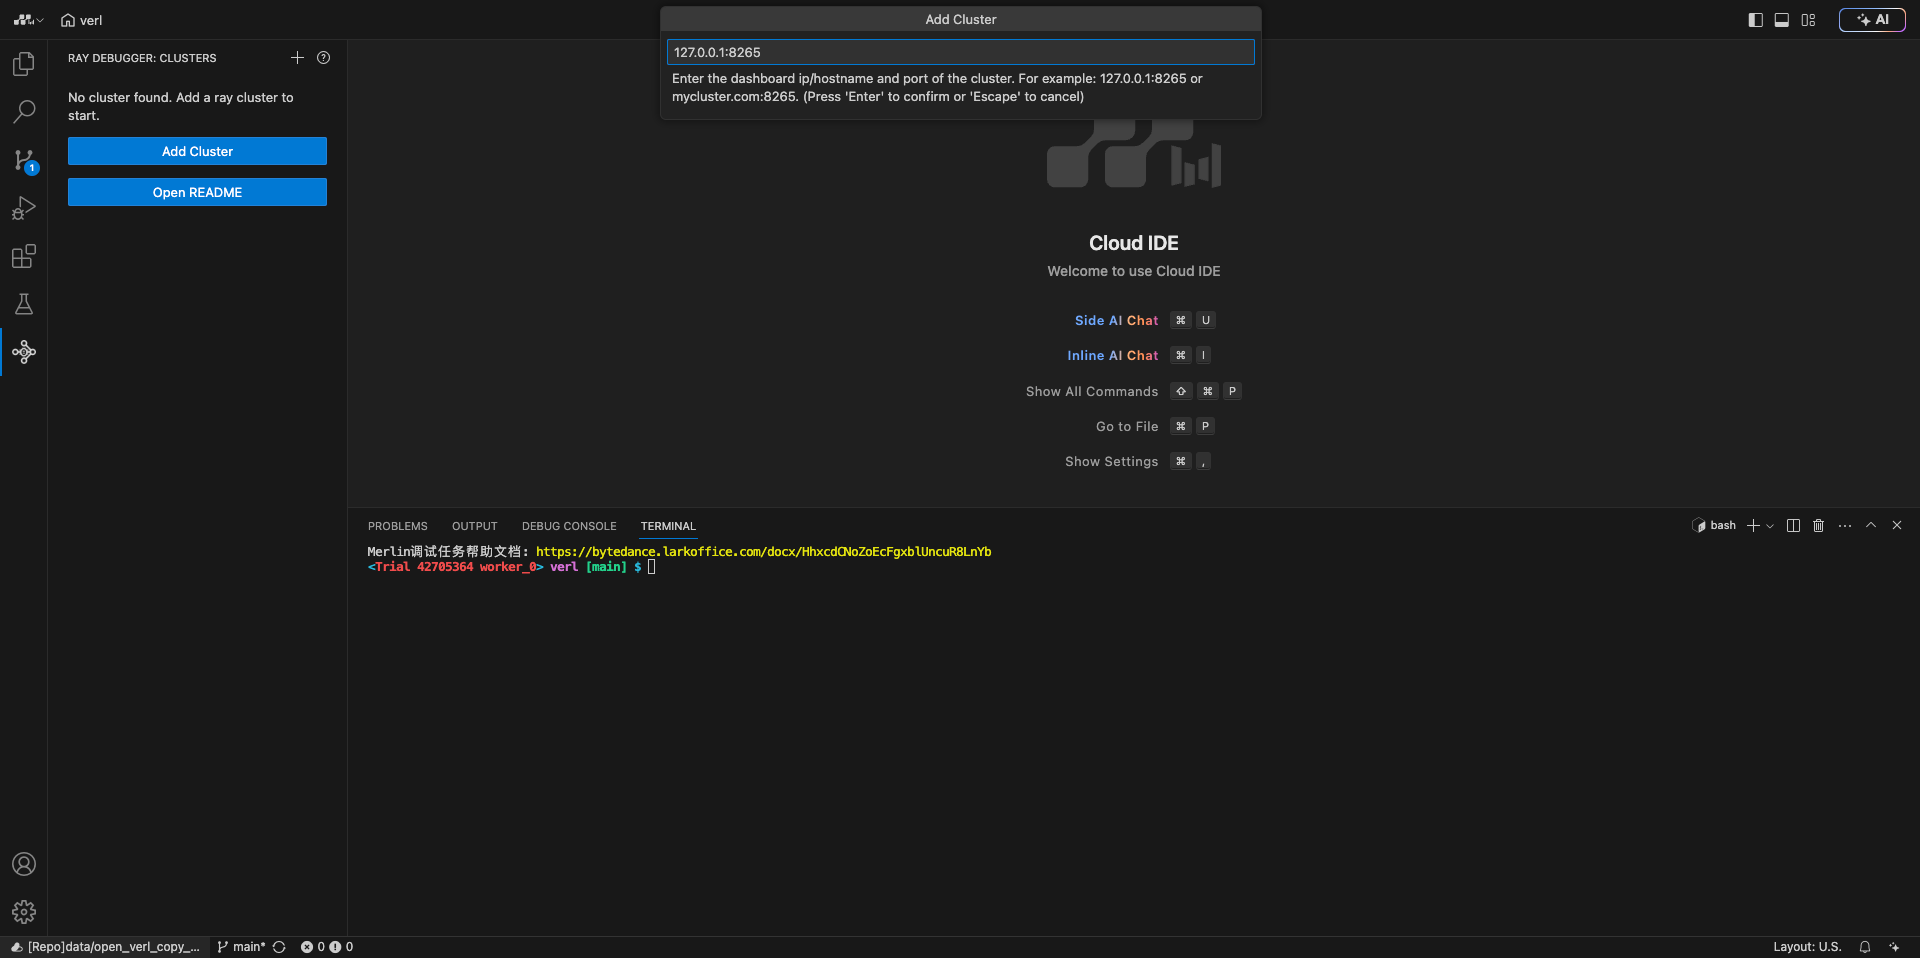 verl
Add Cluster
AI
RAY DEBUGGER: CLUSTERS
127.0.0.1:8265
Enter the dashboard ip/hostname and port of the cluster. For example: 127.0.0.1:8265 or
mycluster.com:8265. (Press 'Enter' to confirm or 'Escape' to cancel)
No cluster found. Add a ray cluster to
start.
Add Cluster
Open README
1
Cloud IDE
Welcome to use Cloud IDE
Side AI Chat ⌘ U
Inline AI Chat ⌘ I
Show All Commands ⇧ ⌘ P
Go to File ⌘ P
Show Settings ⌘ ,
PROBLEMS OUTPUT DEBUG CONSOLE TERMINAL
bash
Merlin调试任务帮助文档: https://bytedance.larkoffice.com/docx/HhxcdCNoZoEcFgxblUncuR8LnYb
<Trial 42705364 worker_0> verl [main] $
[Repo]data/open_verl_copy_... main* 0 0
Layout: U.S.